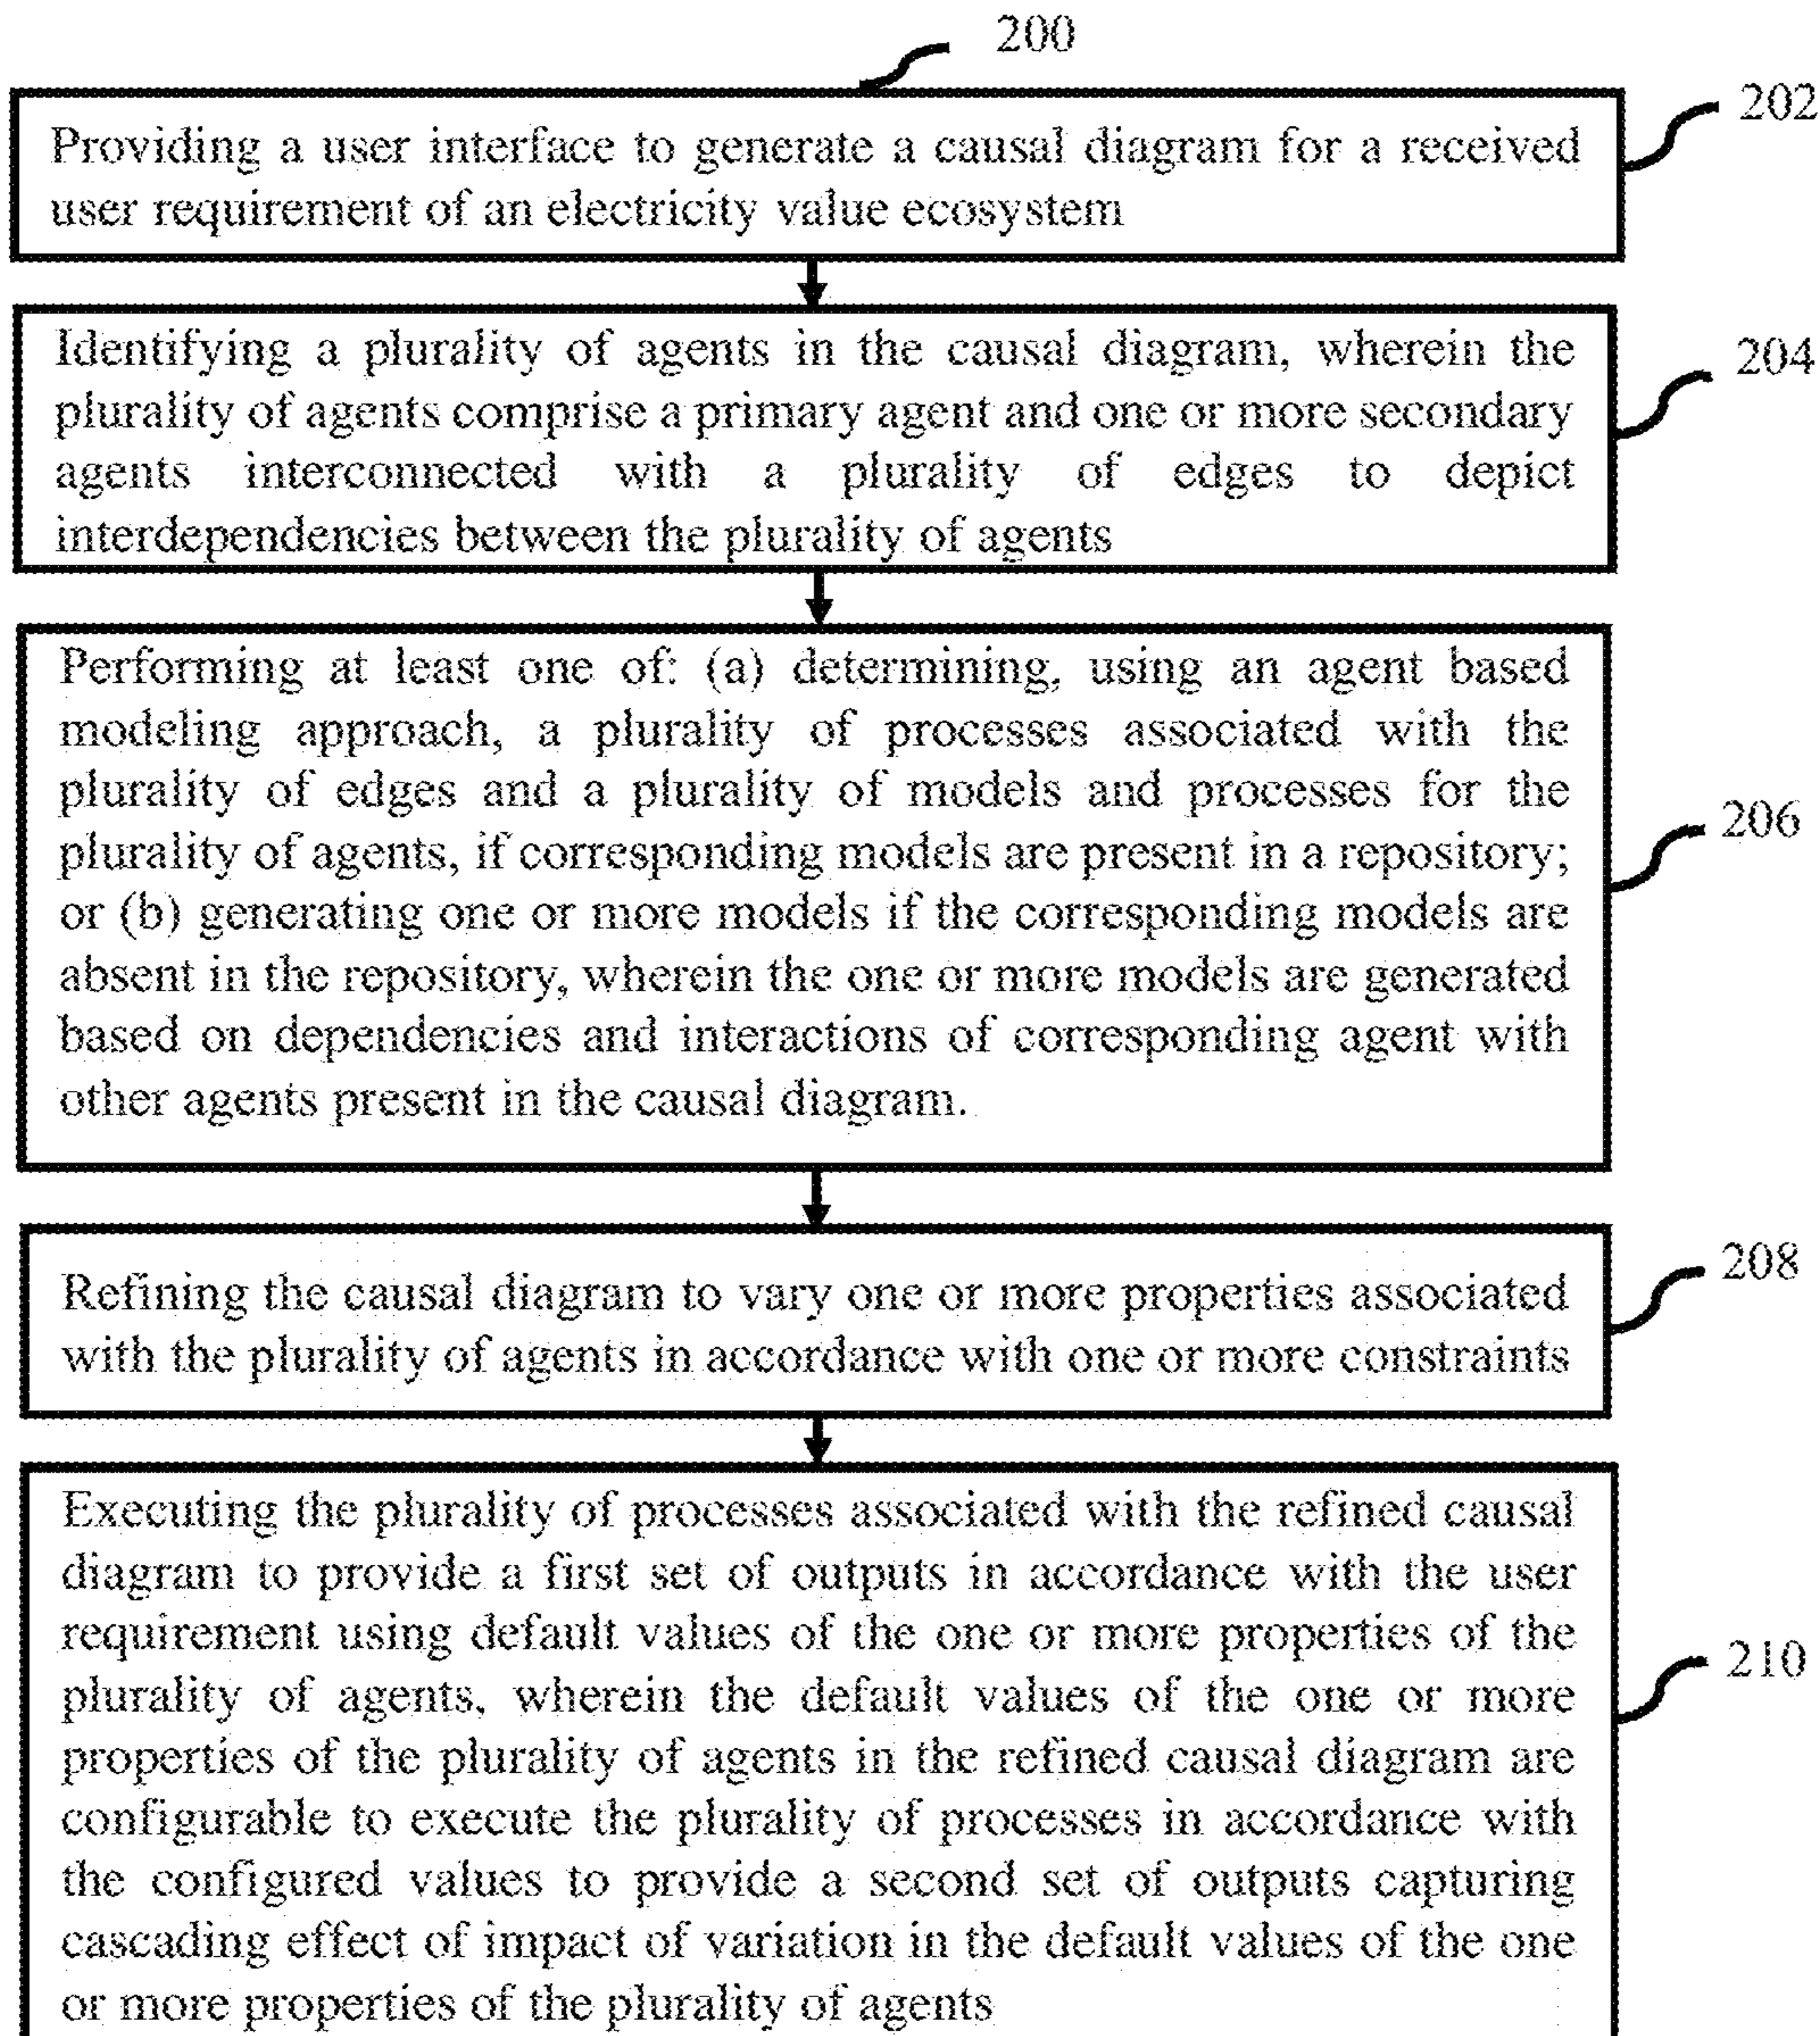 200
202
Providing a user interface to generate a causal diagram for a received
user requirement of an electricity value ecosystem
204
Identifying a plurality of agents in the causal diagram, wherein the
plurality of agents comprise a primary agent and one or more secondary
agents interconnected with a plurality of edges to depict
interdependencies between the plurality of agents
206
Performing at least one of: (a) determining, using an agent based
modeling approach, a plurality of processes associated with the
plurality of edges and a plurality of models and processes for the
plurality of agents, if corresponding models are present in a repository;
or (b) generating one or more models if the corresponding models are
absent in the repository, wherein the one or more models are generated
based on dependencies and interactions of corresponding agent with
other agents present in the causal diagram.
208
Refining the causal diagram to vary one or more properties associated
with the plurality of agents in accordance with one or more constraints
210
Executing the plurality of processes associated with the refined causal
diagram to provide a first set of outputs in accordance with the user
requirement using default values of the one or more properties of the
plurality of agents, wherein the default values of the one or more
properties of the plurality of agents in the refined causal diagram are
configurable to execute the plurality of processes in accordance with
the configured values to provide a second set of outputs capturing
cascading effect of impact of variation in the default values of the one
or more properties of the plurality of agents